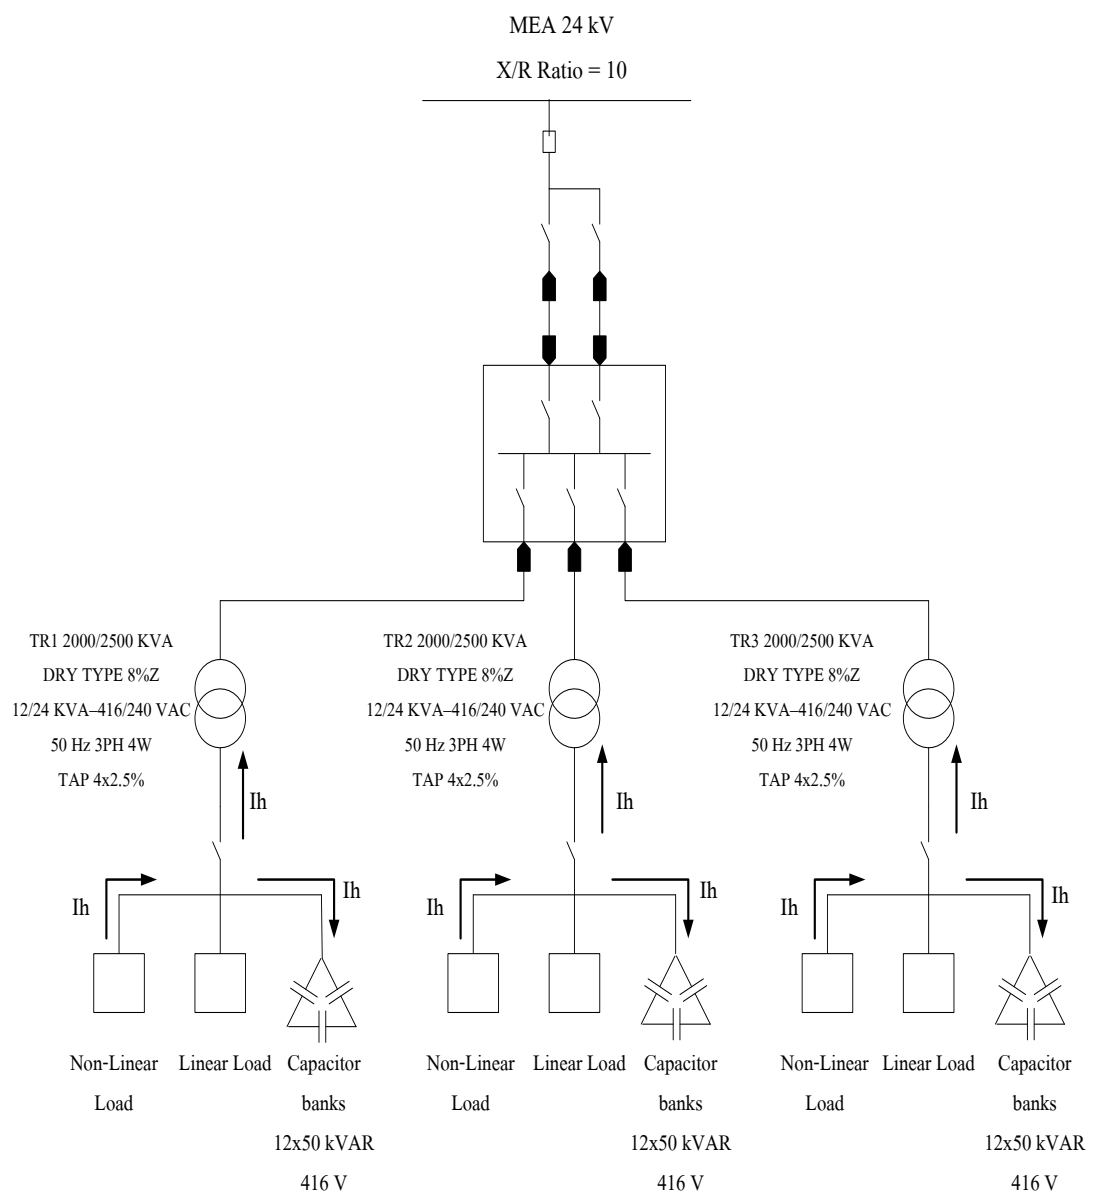 MEA 24 kV
X/R Ratio = 10
TR1 2000/2500 KVA
DRY TYPE 8%Z
12/24 KVA–416/240 VAC
50 Hz 3PH 4W
TAP 4x2.5%
TR2 2000/2500 KVA
DRY TYPE 8%Z
12/24 KVA–416/240 VAC
50 Hz 3PH 4W
TAP 4x2.5%
TR3 2000/2500 KVA
DRY TYPE 8%Z
12/24 KVA–416/240 VAC
50 Hz 3PH 4W
TAP 4x2.5%
Ih
Ih
Ih
Ih
Ih
Ih
Ih
Ih
Ih
Non-Linear
Load
Linear Load
Capacitor
banks
12x50 kVAR
416 V
Non-Linear
Load
Linear Load
Capacitor
banks
12x50 kVAR
416 V
Non-Linear
Load
Linear Load
Capacitor
banks
12x50 kVAR
416 V